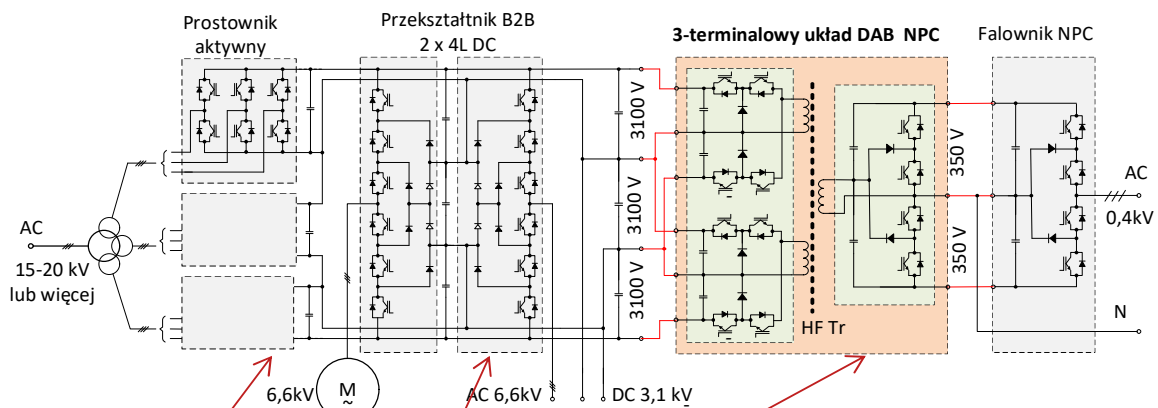 Prostownik
aktywny
Przekształtnik B2B
2 x 4L DC
3-terminalowy układ DAB NPC
Falownik NPC
3100 V
3100 V
3100 V
350 V
350 V
AC
15-20 kV
lub więcej
AC
0,4kV
N
HF Tr
6,6kV
M
~
AC 6,6kV
DC 3,1 kV